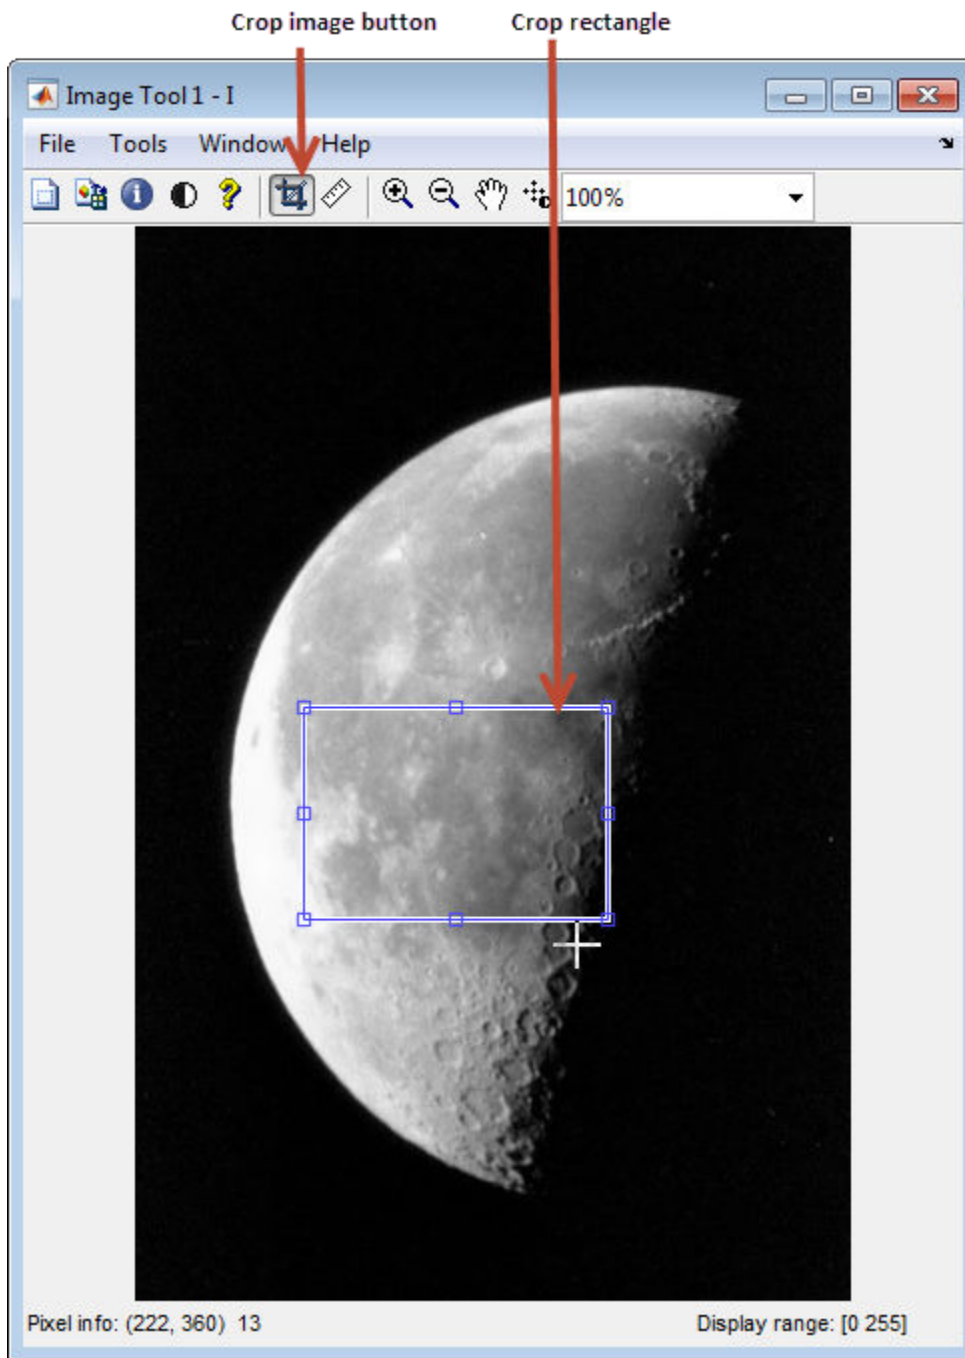 Crop image button Crop rectangle
Image Tool 1 - I
File Tools Window Help
100%
Pixel info: (222, 360) 13 Display range: [0 255]